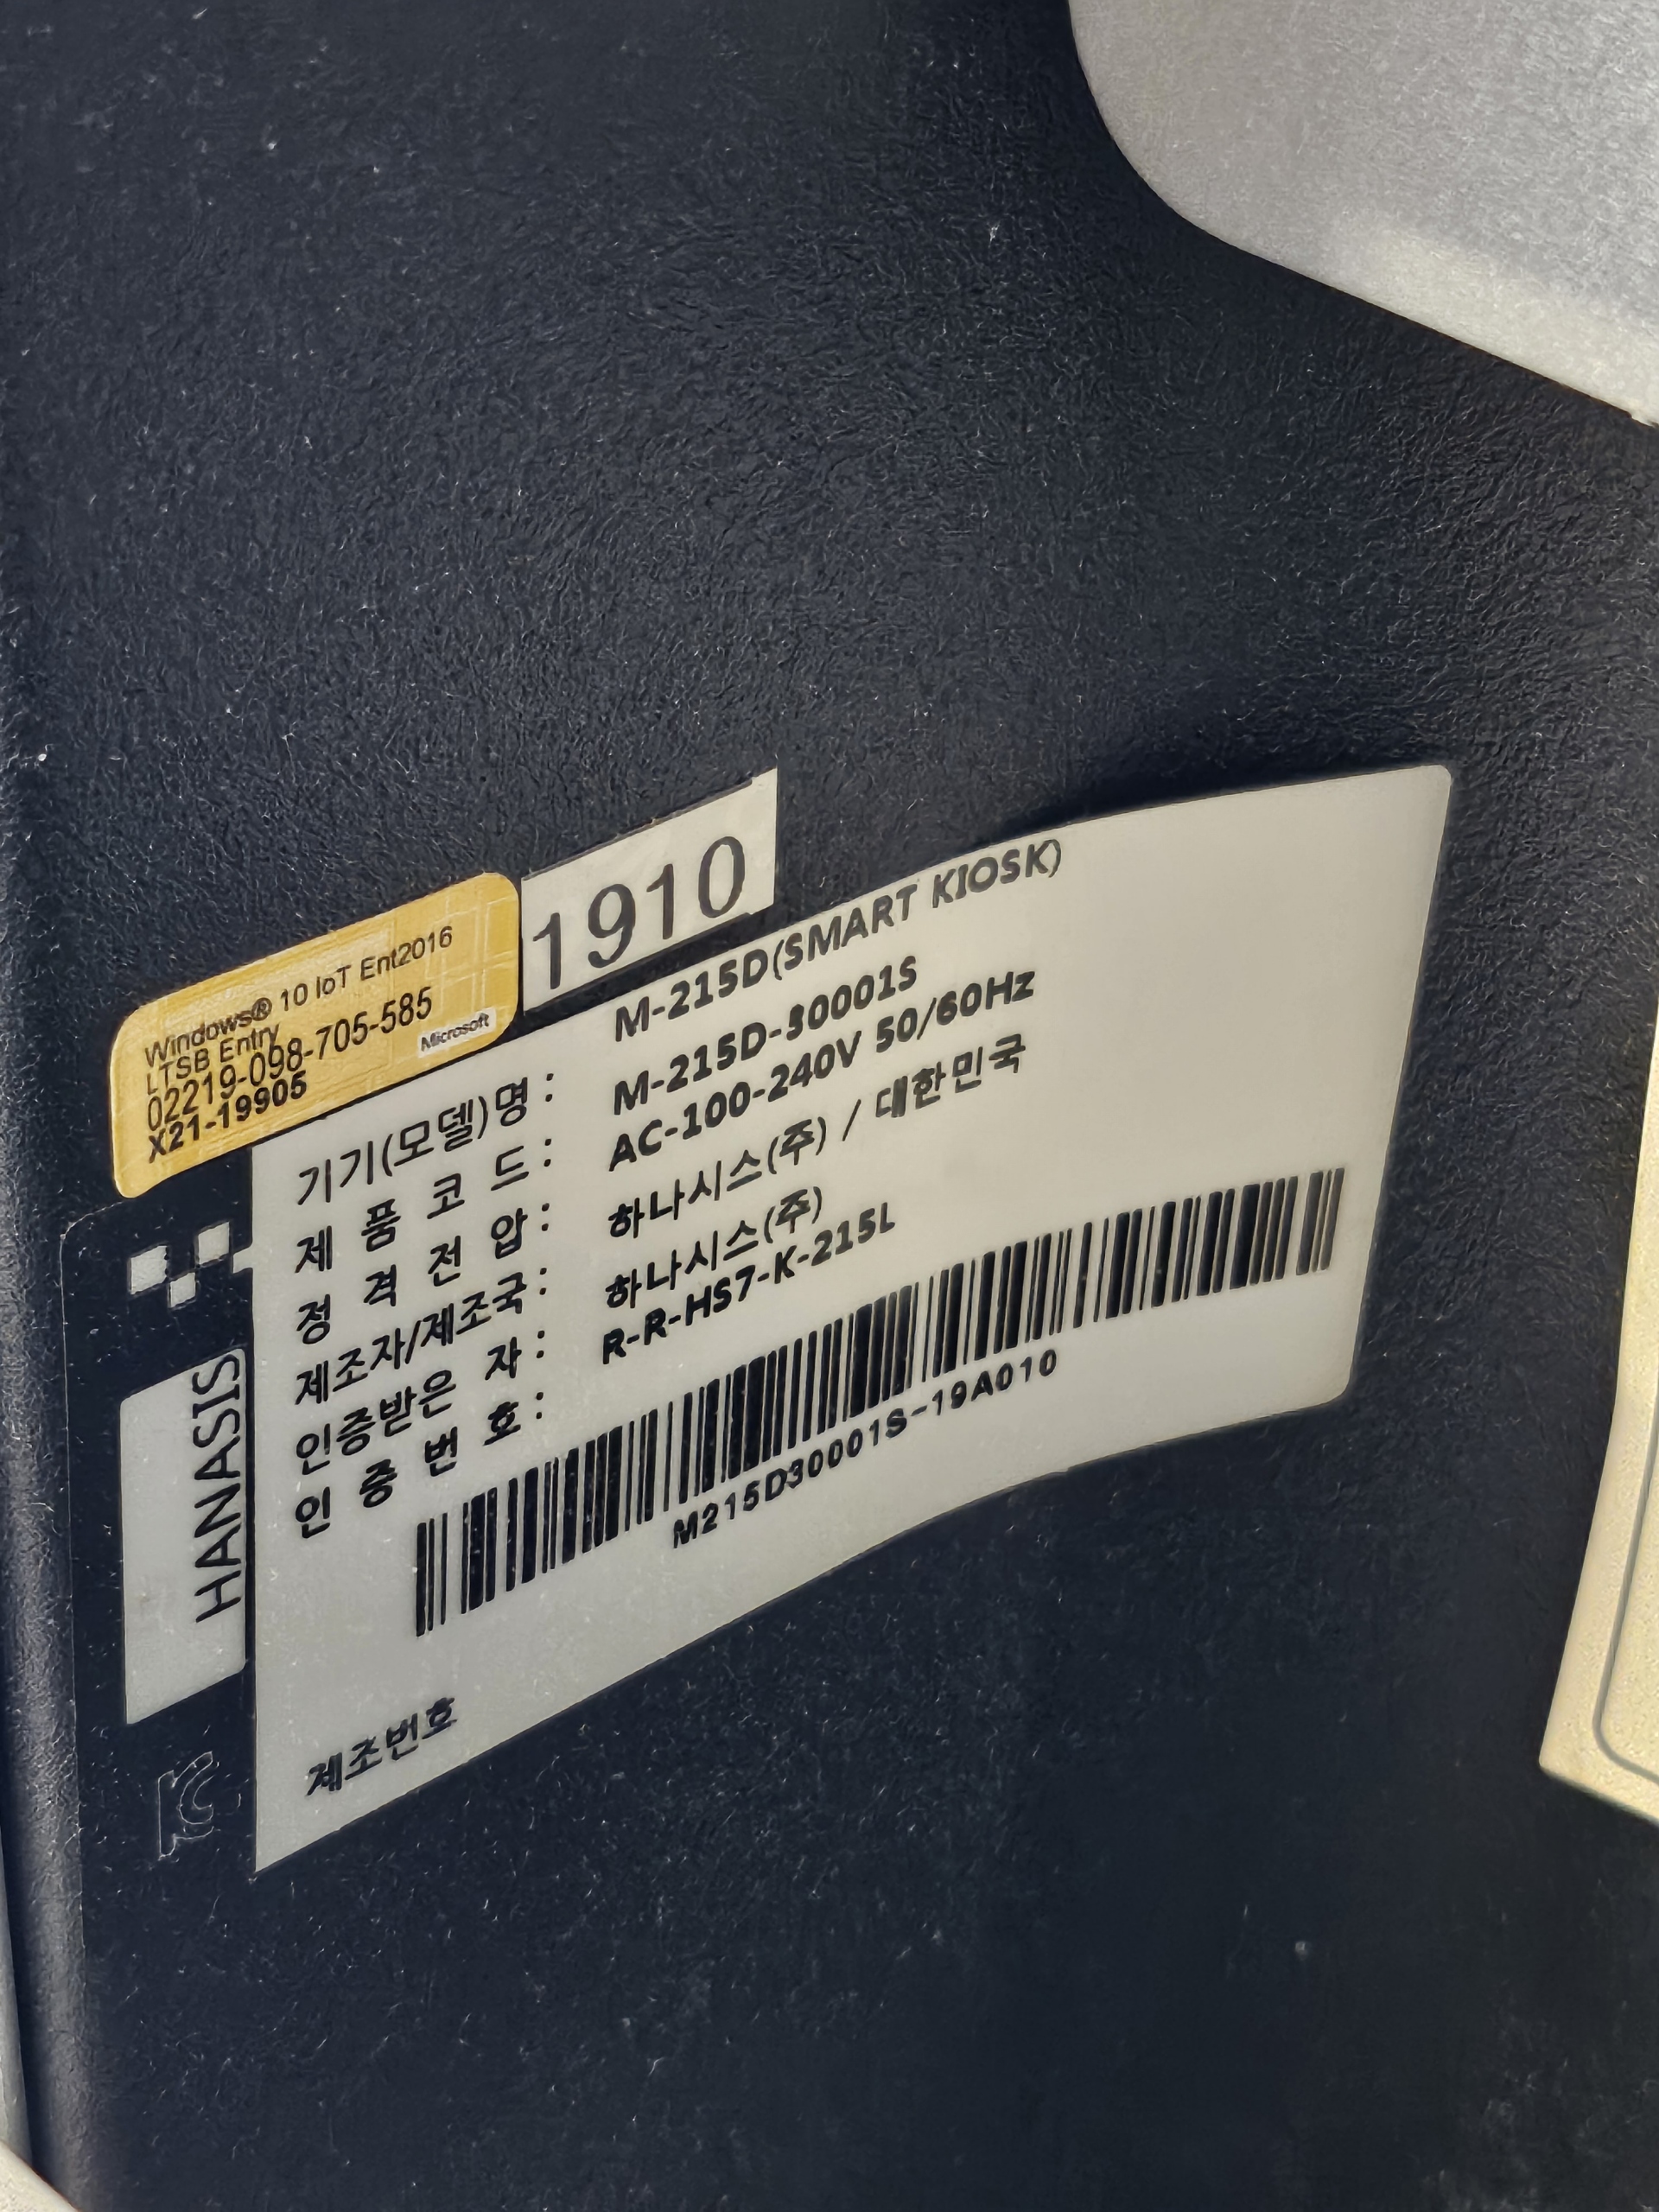 Windows® 10 IoT Ent2016
LTSB Entry
02219-098-705-585
X21-19905
Microsoft
1910
기기(모델)명 : M-215D(SMART KIOSK)
제 품 코 드 : M-215D-30001S
정 격 전 압 : AC-100-240V 50/60Hz
제조자/제조국 : 하나시스(주) / 대한민국
인증받은 자 : 하나시스(주)
인 증 번 호 : R-R-HS7-K-215L
M215D30001S-19A010
제조번호
HANASIS